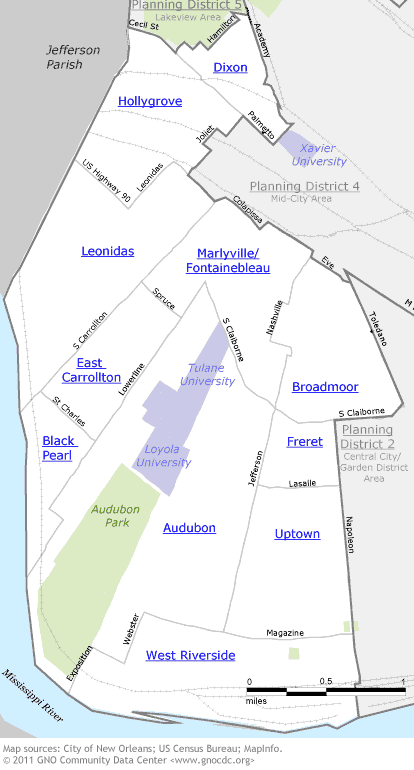 Planning District 5
Lakeview Area
Cecil St
Hamilton
Academy
Jefferson
Parish
Dixon
Hollygrove
Palmetto
Joliet
Xavier
University
US Highway 90
Leonidas
Planning District 4
Mid-City Area
Colapissa
Leonidas
Marlyville/
Fontainebleau
Eve
M
Spruce
Nashville
Toledano
S Carrollton
S Claiborne
East
Carrollton
Lowerline
Tulane
University
Broadmoor
St Charles
S Claiborne
Black
Pearl
Loyola
University
Freret
Planning
District 2
Central City/
Garden District
Area
Jefferson
Lasalle
Audubon
Park
Audubon
Uptown
Napoleon
Webster
Magazine
Exposition
West Riverside
Mississippi River
0 0.5 1
miles
Map sources: City of New Orleans; US Census Bureau; MapInfo.
© 2011 GNO Community Data Center <www.gnocdc.org>